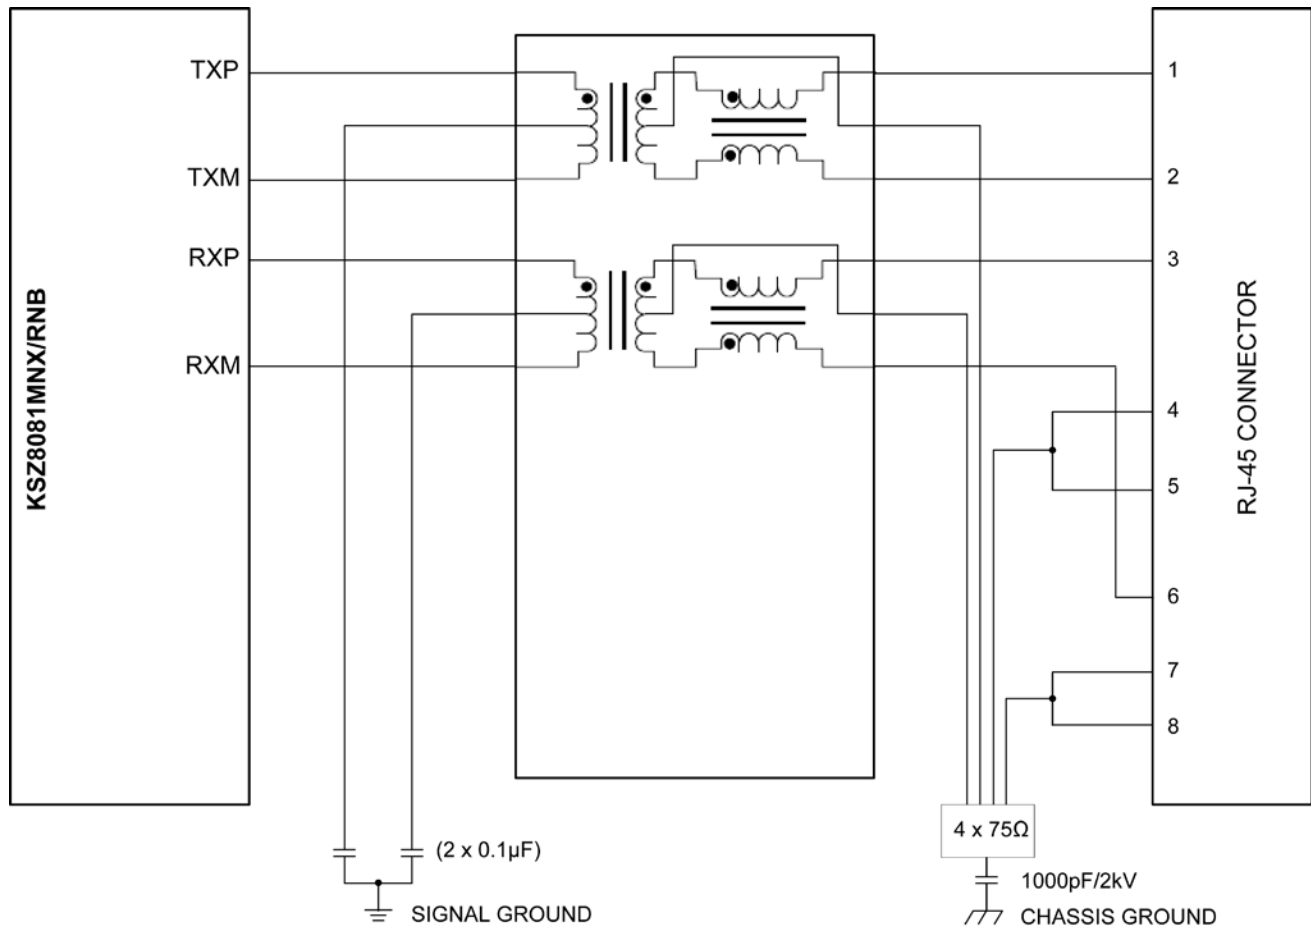 KSZ8081MNX/RNB
TXP
TXM
RXP
RXM
1
2
3
4
5
6
7
8
RJ-45 CONNECTOR
(2 x 0.1µF)
SIGNAL GROUND
4 x 75Ω
1000pF/2kV
CHASSIS GROUND